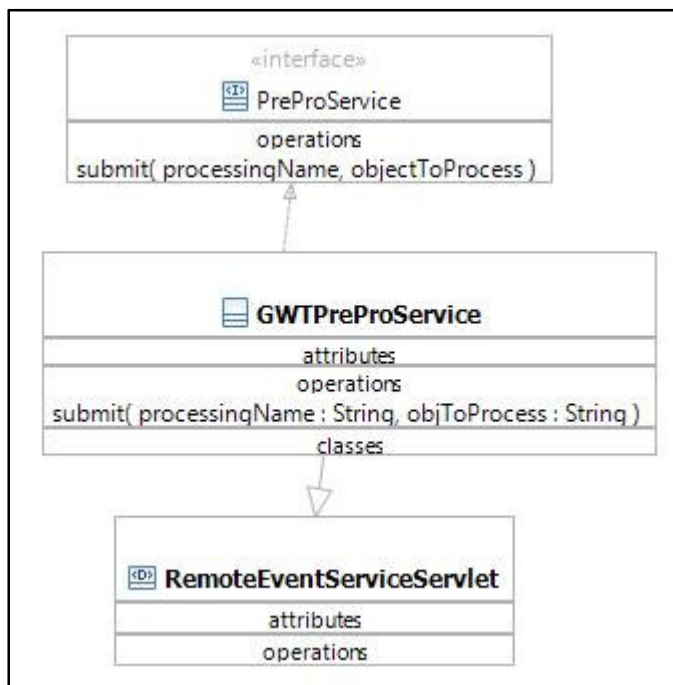 «interface»
<I> PreProService
operations
submit( processingName, objectToProcess )
GWTPreProService
attributes
operations
submit( processingName : String, objToProcess : String )
classes
<D> RemoteEventServiceServlet
attributes
operations